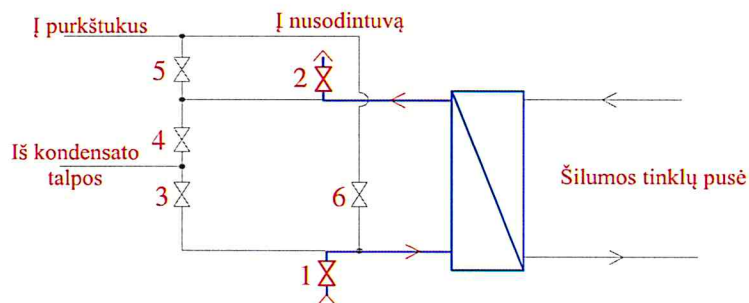 Į purkštukus
Į nusodintuvą
5
2
4
Iš kondensato
talpos
3
6
Šilumos tinklų pusė
1